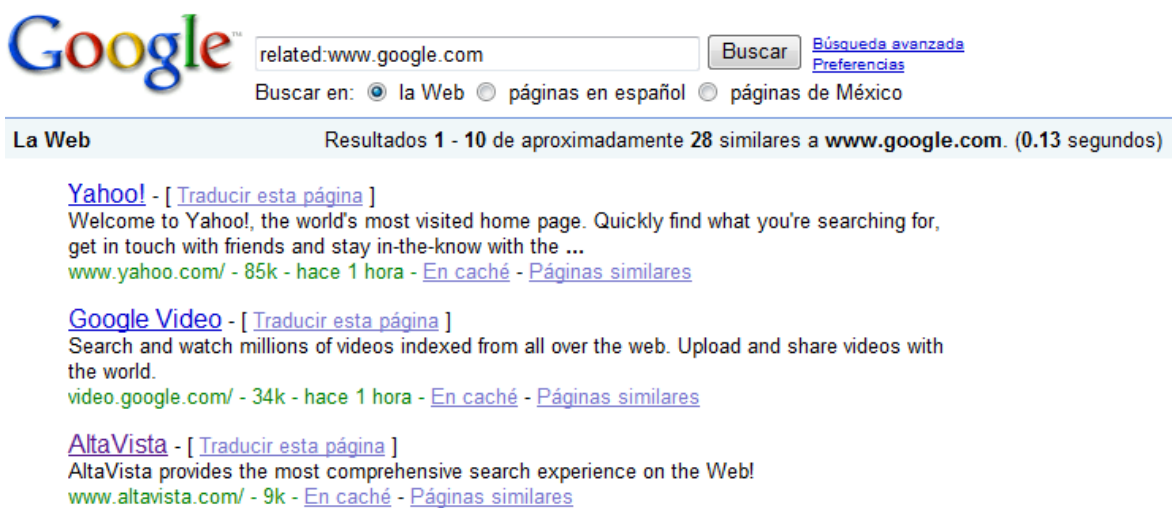 Google™
related:www.google.com Buscar Búsqueda avanzada
Preferencias
Buscar en: la Web páginas en español páginas de México
La Web Resultados 1 - 10 de aproximadamente 28 similares a www.google.com. (0.13 segundos)
Yahoo! - [ Traducir esta página ]
Welcome to Yahoo!, the world's most visited home page. Quickly find what you're searching for,
get in touch with friends and stay in-the-know with the ...
www.yahoo.com/ - 85k - hace 1 hora - En caché - Páginas similares
Google Video - [ Traducir esta página ]
Search and watch millions of videos indexed from all over the web. Upload and share videos with
the world.
video.google.com/ - 34k - hace 1 hora - En caché - Páginas similares
AltaVista - [ Traducir esta página ]
AltaVista provides the most comprehensive search experience on the Web!
www.altavista.com/ - 9k - En caché - Páginas similares